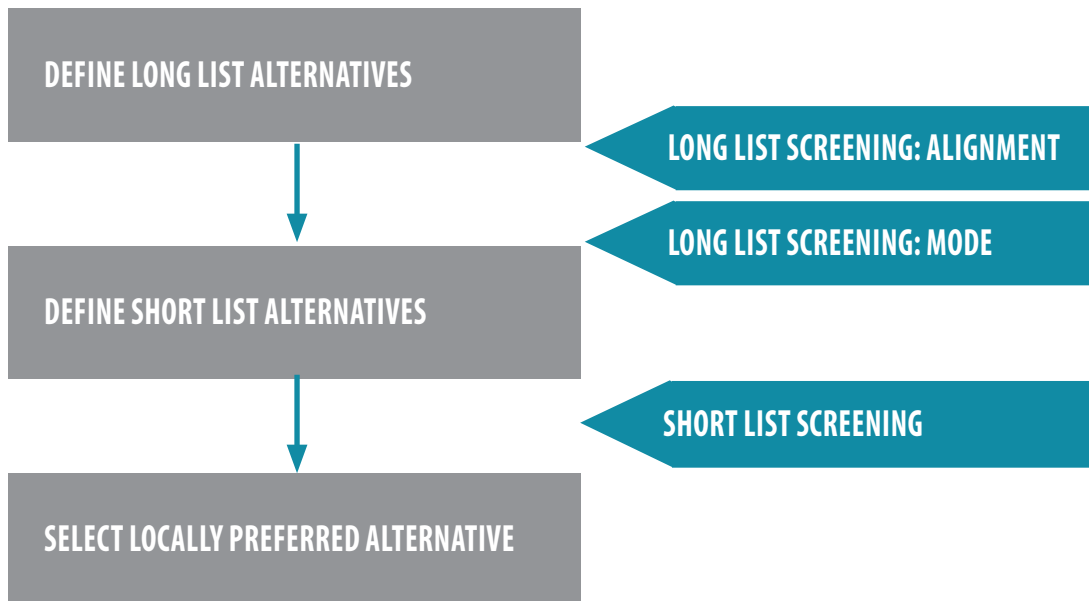 DEFINE LONG LIST ALTERNATIVES
LONG LIST SCREENING: ALIGNMENT
LONG LIST SCREENING: MODE
DEFINE SHORT LIST ALTERNATIVES
SHORT LIST SCREENING
SELECT LOCALLY PREFERRED ALTERNATIVE